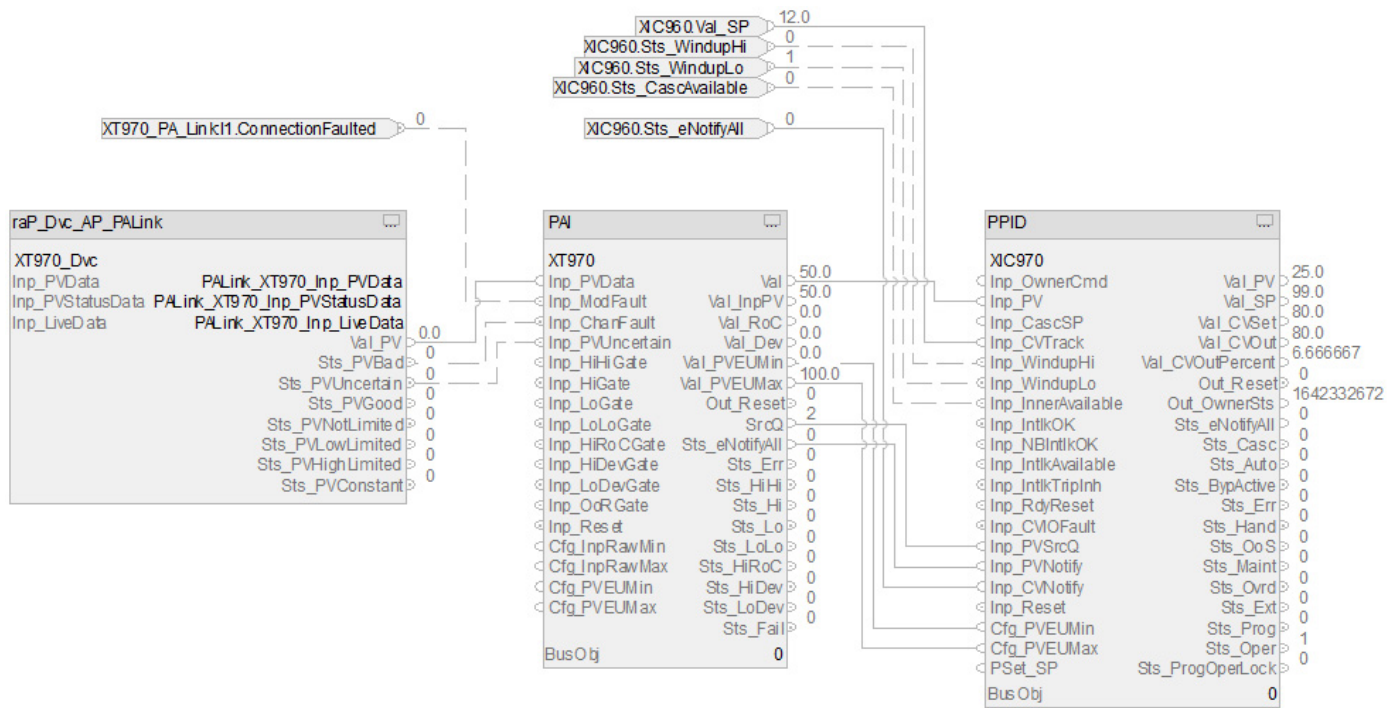 XIC960.Val_SP 12.0
XIC960.Sts_WindupHi 0
XIC960.Sts_WindupLo 1
XIC960.Sts_CascAvailable 0
XT970_PA_Link:I1.ConnectionFaulted 0
XIC960.Sts_eNotifyAll 0
raP_Dvc_AP_PALink
XT970_Dvc
Inp_PVData PALink_XT970_Inp_PVData
Inp_PVStatusData PALink_XT970_Inp_PVStatusData
Inp_LiveData PALink_XT970_Inp_LiveData
Val_PV 0.0
Sts_PVBad 0
Sts_PVUncertain 0
Sts_PVGood 0
Sts_PVNotLimited 0
Sts_PVLowLimited 0
Sts_PVHighLimited 0
Sts_PVConstant 0
PAI
XT970
Inp_PVData Val 50.0
Inp_ModFault Val_InpPV 50.0
Inp_ChanFault Val_RoC 0.0
Inp_PVUncertain Val_Dev 0.0
Inp_HiHiGate Val_PVEUMin 0.0
Inp_HiGate Val_PVEUMax 100.0
Inp_LoGate Out_Reset 0
Inp_LoLoGate SrcQ 2
Inp_HiRoCGate Sts_eNotifyAll 0
Inp_HiDevGate Sts_Err 0
Inp_LoDevGate Sts_HiHi 0
Inp_OoRGate Sts_Hi 0
Inp_Reset Sts_Lo 0
Cfg_InpRawMin Sts_LoLo 0
Cfg_InpRawMax Sts_HiRoC 0
Cfg_PVEUMin Sts_HiDev 0
Cfg_PVEUMax Sts_LoDev 0
Sts_Fail 0
BusObj 0
PPID
XIC970
Inp_OwnerCmd Val_PV 25.0
Inp_PV Val_SP 99.0
Inp_CascSP Val_CVSet 80.0
Inp_CVTrack Val_CVOut 80.0
Inp_WindupHi Val_CVOutPercent 6.666667
Inp_WindupLo Out_Reset 0
Inp_InnerAvailable Out_OwnerSts 1642332672
Inp_IntlkOK Sts_eNotifyAll 0
Inp_NBIntlkOK Sts_Casc 0
Inp_IntlkAvailable Sts_Auto 0
Inp_IntlkTripInh Sts_BypActive 0
Inp_RdyReset Sts_Err 0
Inp_CVIOFault Sts_Hand 0
Inp_PVSrcQ Sts_OoS 0
Inp_PVNotify Sts_Maint 0
Inp_CVNotify Sts_Ovrd 0
Inp_Reset Sts_Ext 0
Cfg_PVEUMin Sts_Prog 0
Cfg_PVEUMax Sts_Oper 1
PSet_SP Sts_ProgOperLock 0
BusObj 0